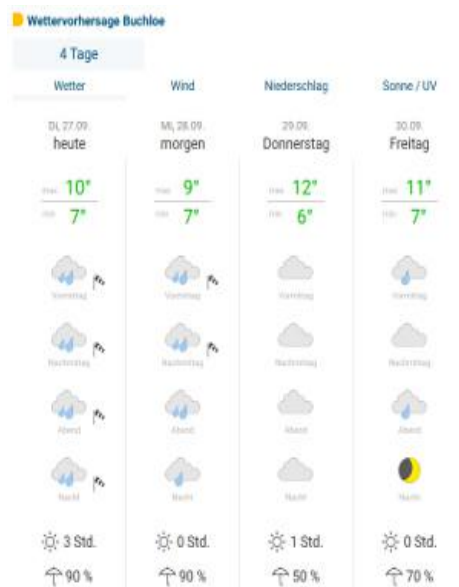 Wettervorhersage Buchloe
4 Tage
Wetter Wind Niederschlag Sonne / UV
Di, 27.09. Mi, 28.09. 29.09. 30.09.
heute morgen Donnerstag Freitag
max 10° max 9° max 12° max 11°
min 7° min 7° min 6° min 7°
Vormittag Vormittag Vormittag Vormittag
Nachmittag Nachmittag Nachmittag Nachmittag
Abend Abend Abend Abend
Nacht Nacht Nacht Nacht
3 Std. 0 Std. 1 Std. 0 Std.
90 % 90 % 50 % 70 %